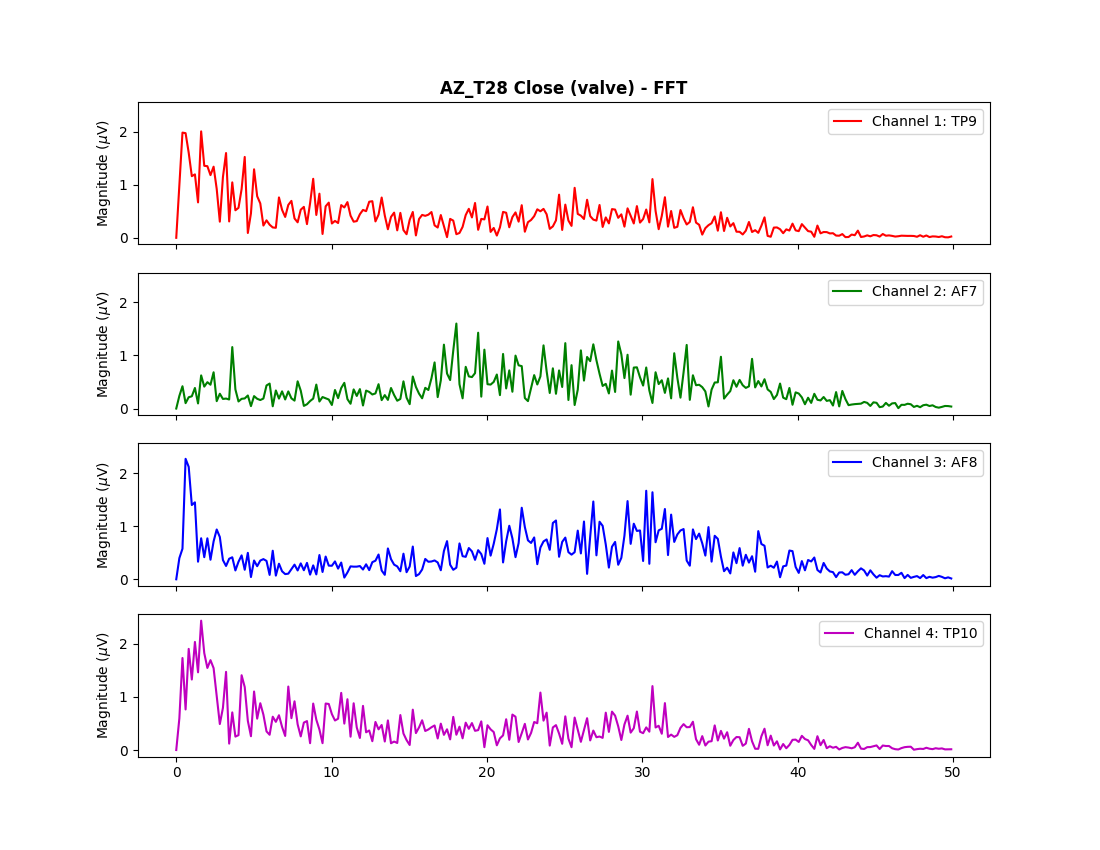 AZ_T28 Close (valve) - FFT
Magnitude (μV)
2
1
0
Channel 1: TP9
Magnitude (μV)
2
1
0
Channel 2: AF7
Magnitude (μV)
2
1
0
Channel 3: AF8
Magnitude (μV)
2
1
0
Channel 4: TP10
0 10 20 30 40 50